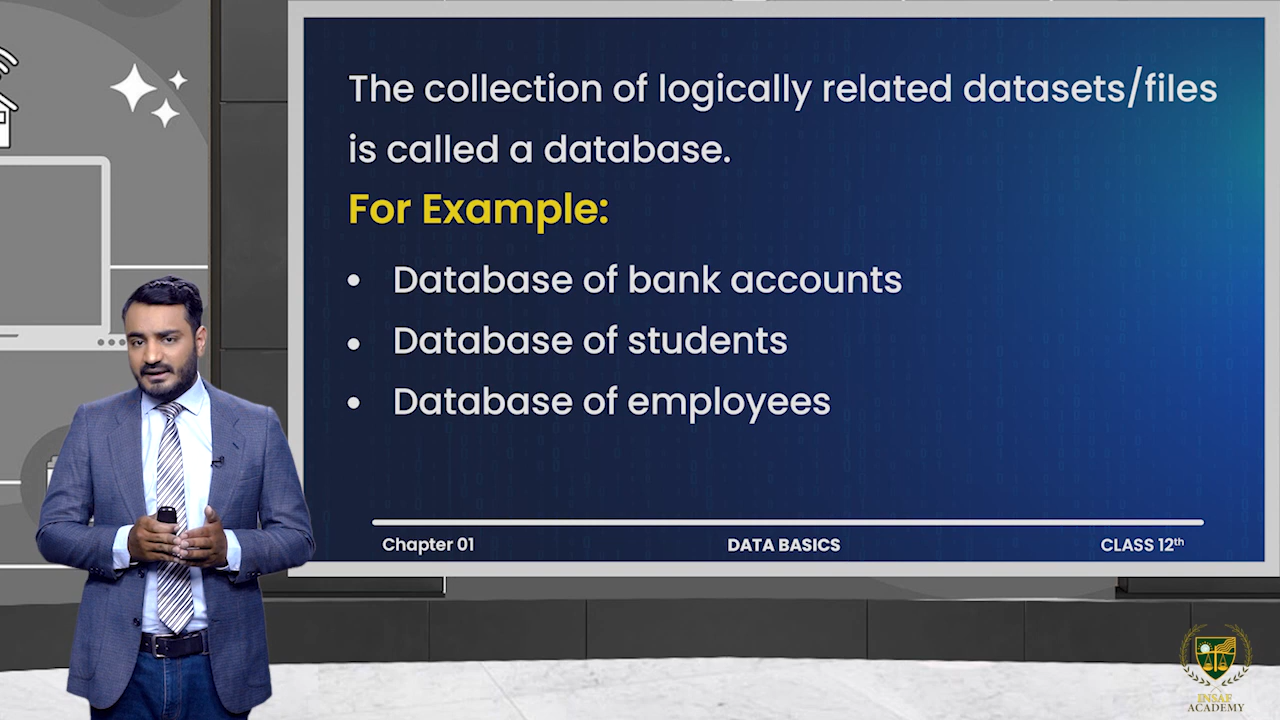 The collection of logically related datasets/files
is called a database.
For Example:
• Database of bank accounts
• Database of students
• Database of employees
Chapter 01 DATA BASICS CLASS 12th
INSAF
ACADEMY